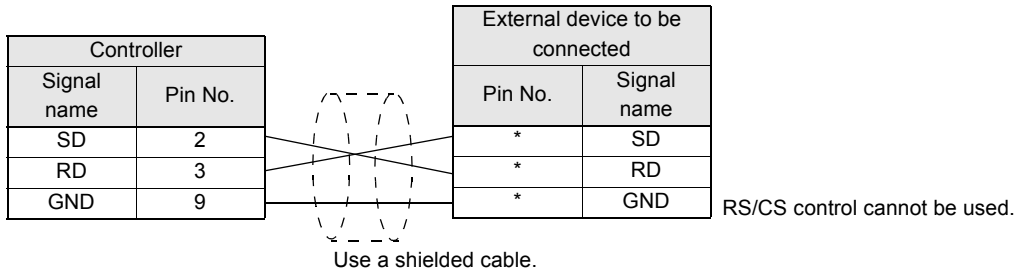 External device to be
connected
Controller
Signal
name
Pin No.
Pin No.
Signal
name
SD 2 * SD
RD 3 * RD
GND 9 * GND
RS/CS control cannot be used.
Use a shielded cable.